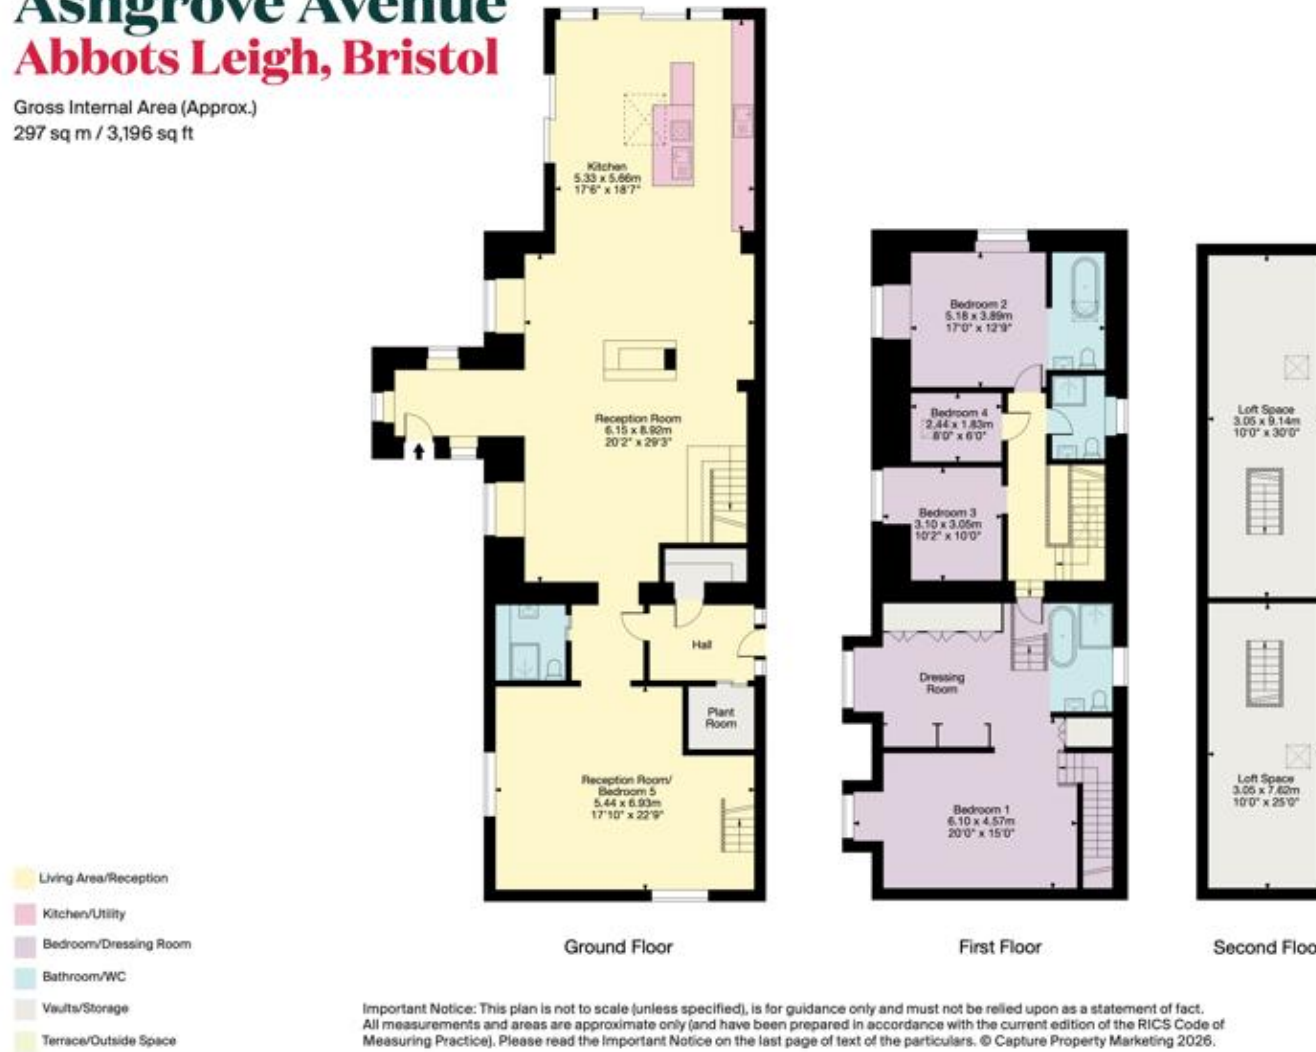 Ashgrove Avenue
Abbots Leigh, Bristol
Gross Internal Area (Approx.)
297 sq m / 3,196 sq ft
Kitchen
5.33 x 5.66m
17'6" x 18'7"
Reception Room
6.15 x 8.92m
20'2" x 29'3"
Hall
Plant
Room
Reception Room/
Bedroom 5
5.44 x 6.93m
17'10" x 22'9"
Ground Floor
Bedroom 2
5.18 x 3.89m
17'0" x 12'9"
Bedroom 4
2.44 x 1.83m
8'0" x 6'0"
Bedroom 3
3.10 x 3.05m
10'2" x 10'0"
Dressing
Room
Bedroom 1
6.10 x 4.57m
20'0" x 15'0"
First Floor
Loft Space
3.05 x 9.14m
10'0" x 30'0"
Loft Space
3.05 x 7.62m
10'0" x 25'0"
Second Floo
Living Area/Reception
Kitchen/Utility
Bedroom/Dressing Room
Bathroom/WC
Vaults/Storage
Terrace/Outside Space
Important Notice: This plan is not to scale (unless specified), is for guidance only and must not be relied upon as a statement of fact.
All measurements and areas are approximate only (and have been prepared in accordance with the current edition of the RICS Code of
Measuring Practice). Please read the Important Notice on the last page of text of the particulars. © Capture Property Marketing 2026.